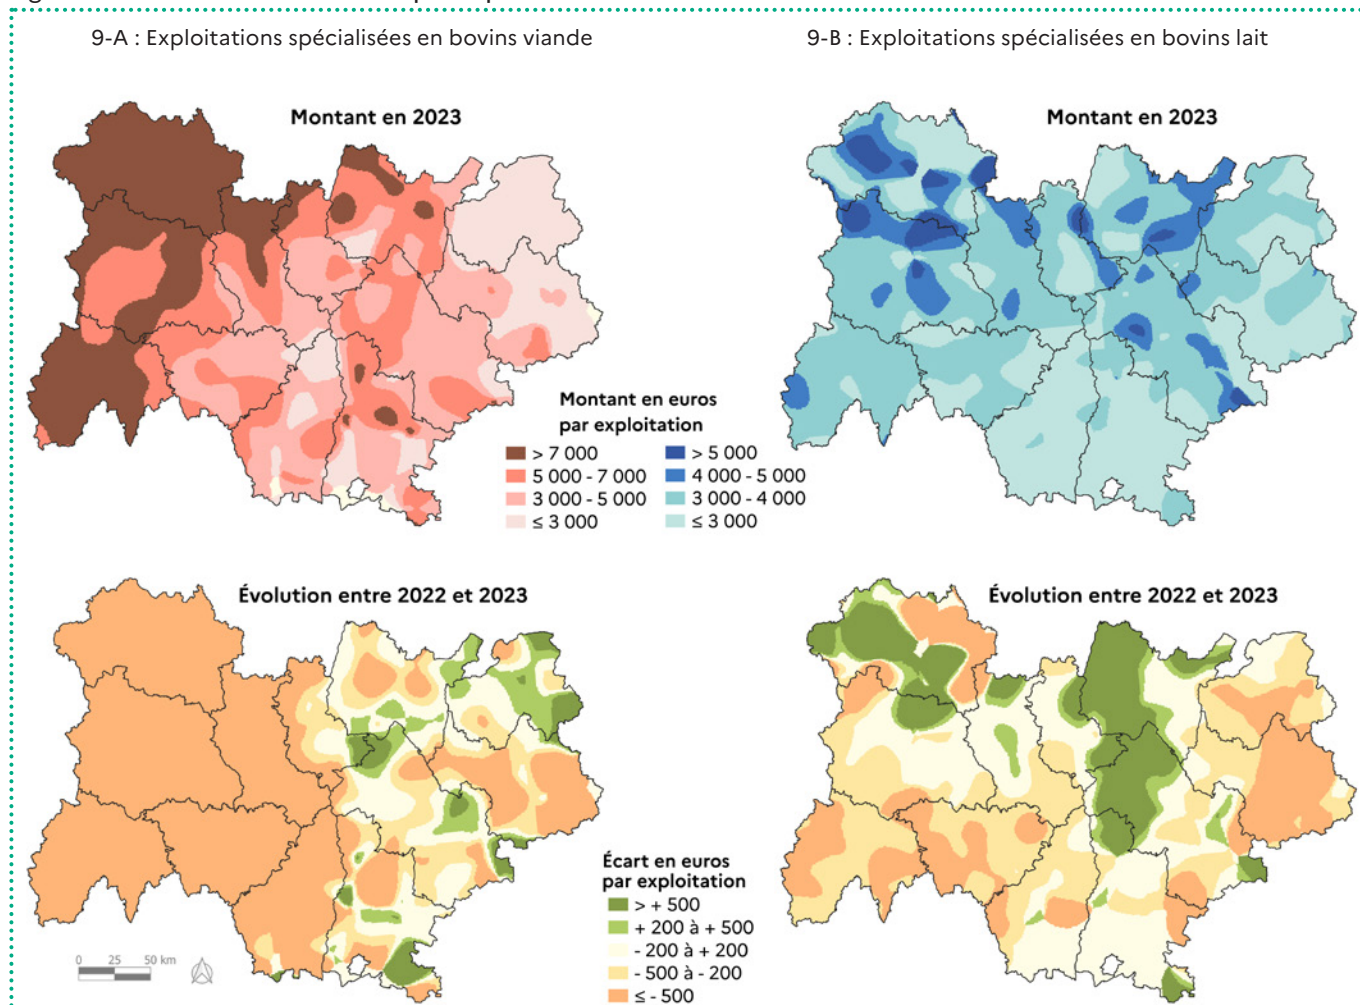 9-A : Exploitations spécialisées en bovins viande
9-B : Exploitations spécialisées en bovins lait
Montant en 2023
Montant en 2023
Montant en euros
par exploitation
> 7 000
5 000 - 7 000
3 000 - 5 000
≤ 3 000
> 5 000
4 000 - 5 000
3 000 - 4 000
≤ 3 000
Évolution entre 2022 et 2023
Évolution entre 2022 et 2023
Écart en euros
par exploitation
> + 500
+ 200 à + 500
- 200 à + 200
- 500 à - 200
≤ - 500
0 25 50 km